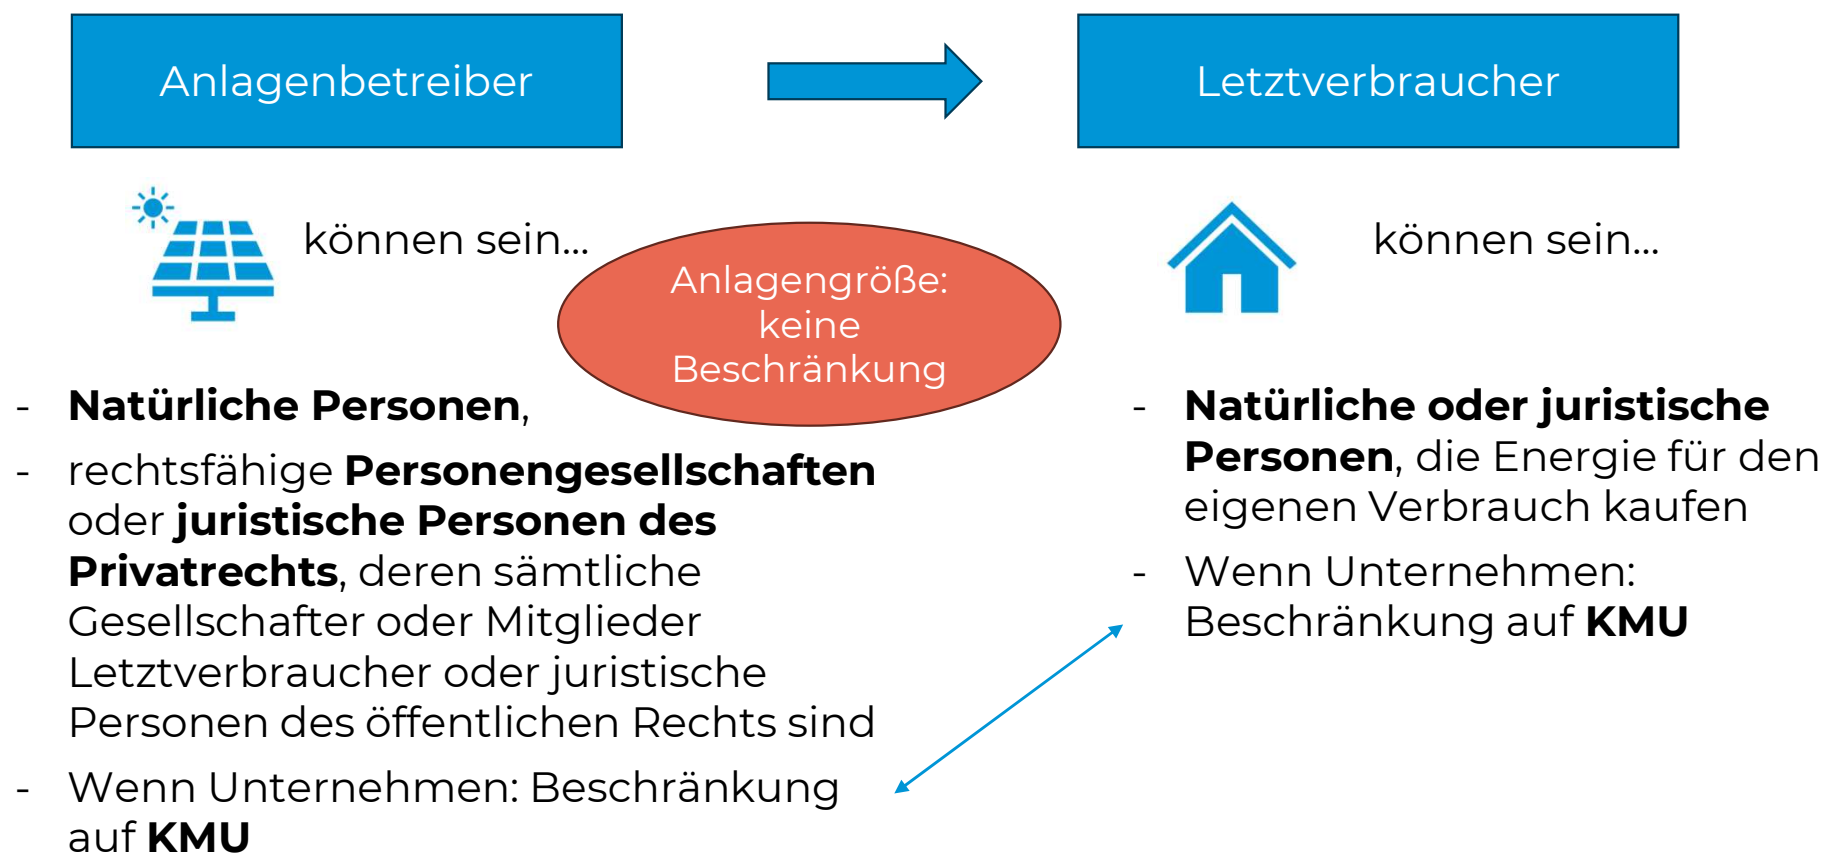 Anlagenbetreiber
Letztverbraucher
können sein...
Anlagengröße:
keine
Beschränkung
können sein...
- Natürliche Personen,
- rechtsfähige Personengesellschaften
oder juristische Personen des
Privatrechts, deren sämtliche
Gesellschafter oder Mitglieder
Letztverbraucher oder juristische
Personen des öffentlichen Rechts sind
- Wenn Unternehmen: Beschränkung
auf KMU
- Natürliche oder juristische
Personen, die Energie für den
eigenen Verbrauch kaufen
- Wenn Unternehmen:
Beschränkung auf KMU